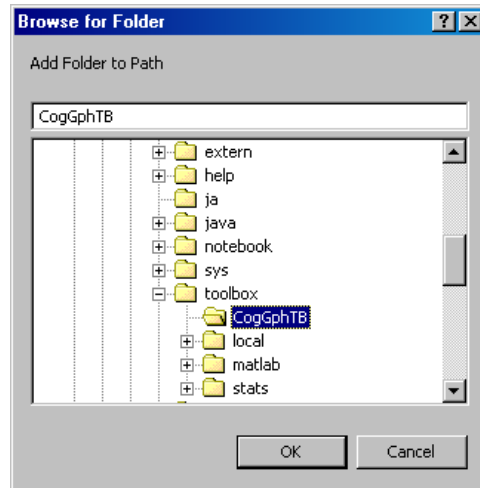 Browse for Folder
Add Folder to Path
CogGphTB
extern
help
ja
java
notebook
sys
toolbox
CogGphTB
local
matlab
stats
OK Cancel